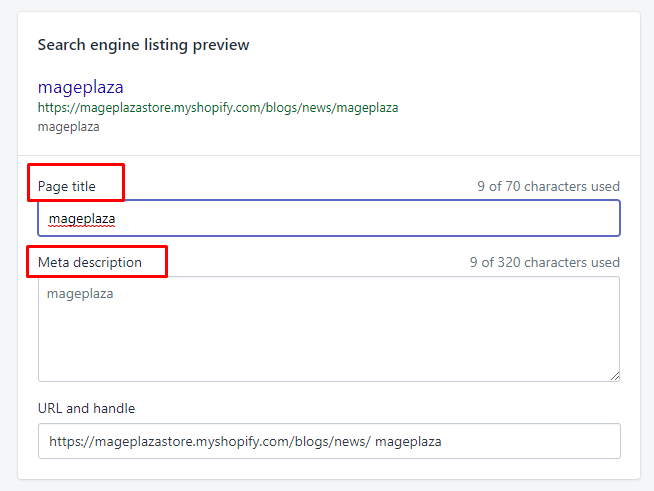 Search engine listing preview
mageplaza
https://mageplazastore.myshopify.com/blogs/news/mageplaza
mageplaza
Page title 9 of 70 characters used
mageplaza
Meta description 9 of 320 characters used
mageplaza
URL and handle
https://mageplazastore.myshopify.com/blogs/news/ mageplaza